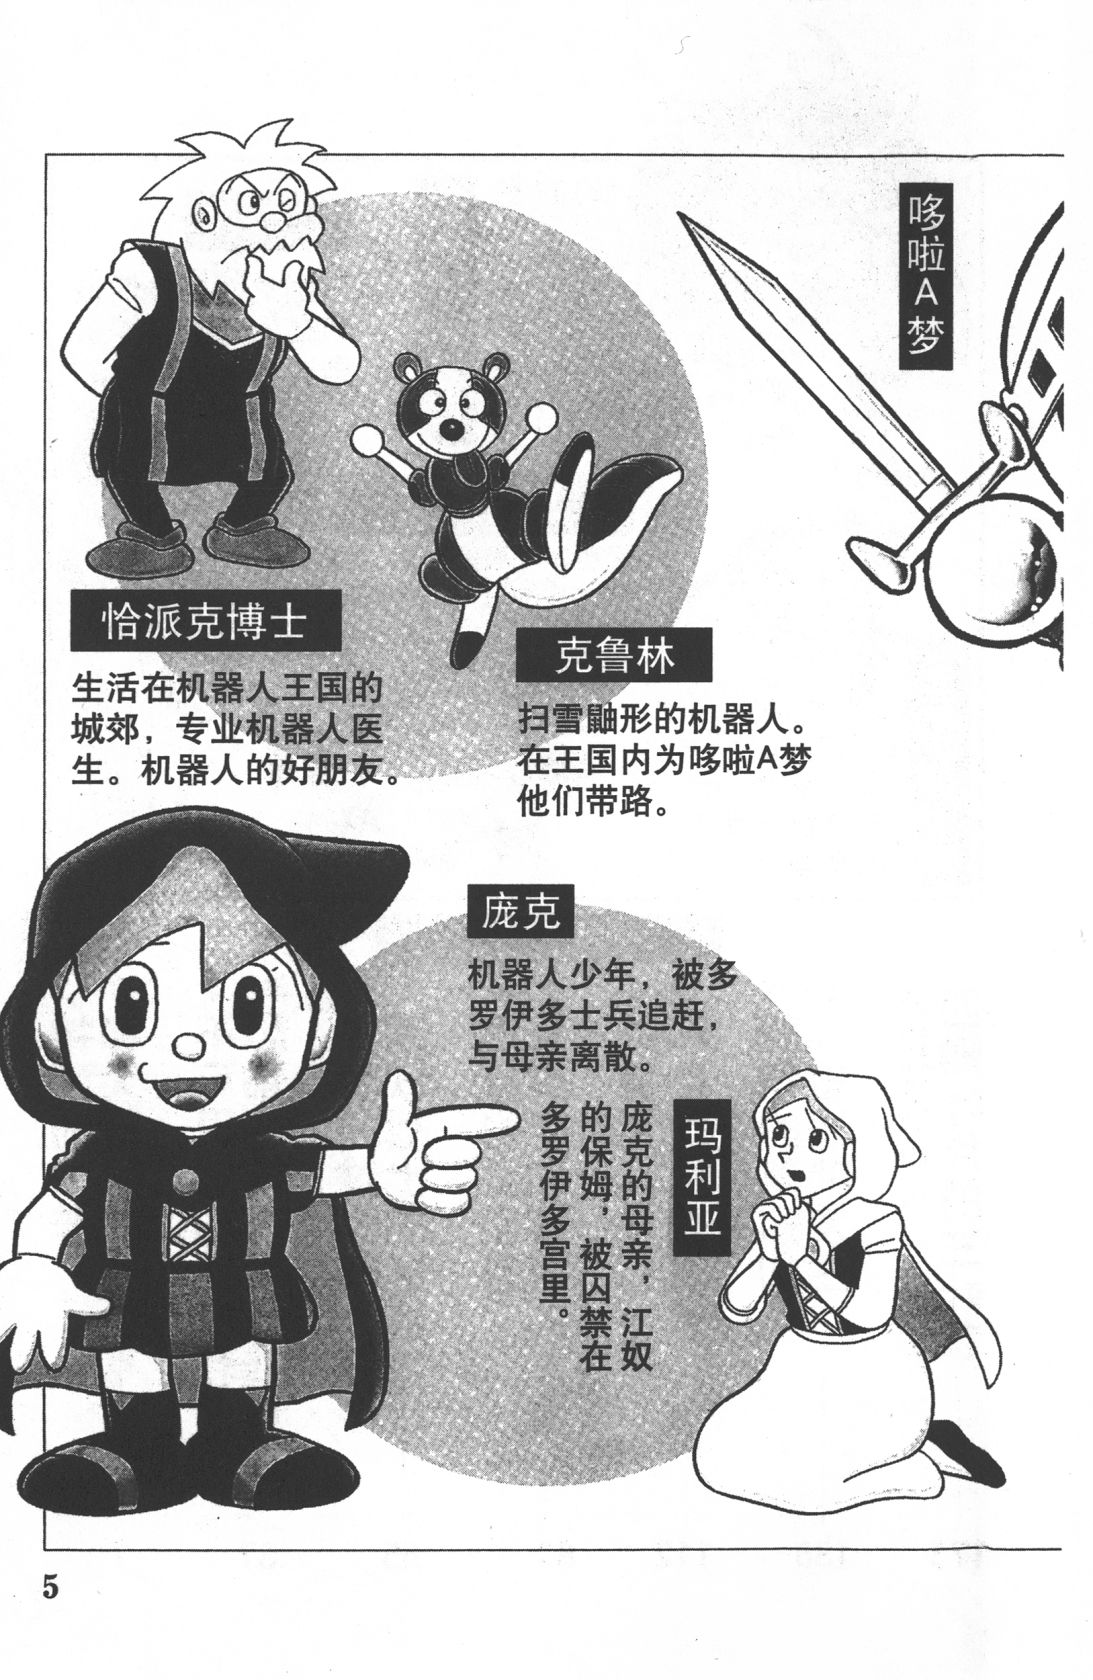 哆啦A梦
恰派克博士
生活在机器人王国的
城郊，专业机器人医
生。机器人的好朋友。
克鲁林
扫雪鼬形的机器人。
在王国内为哆啦A梦
他们带路。
庞克
机器人少年，被多
罗伊多士兵追赶，
与母亲离散。
玛利亚
庞克的母亲，江奴
的保姆，被囚禁在
多罗伊多宫里。
5